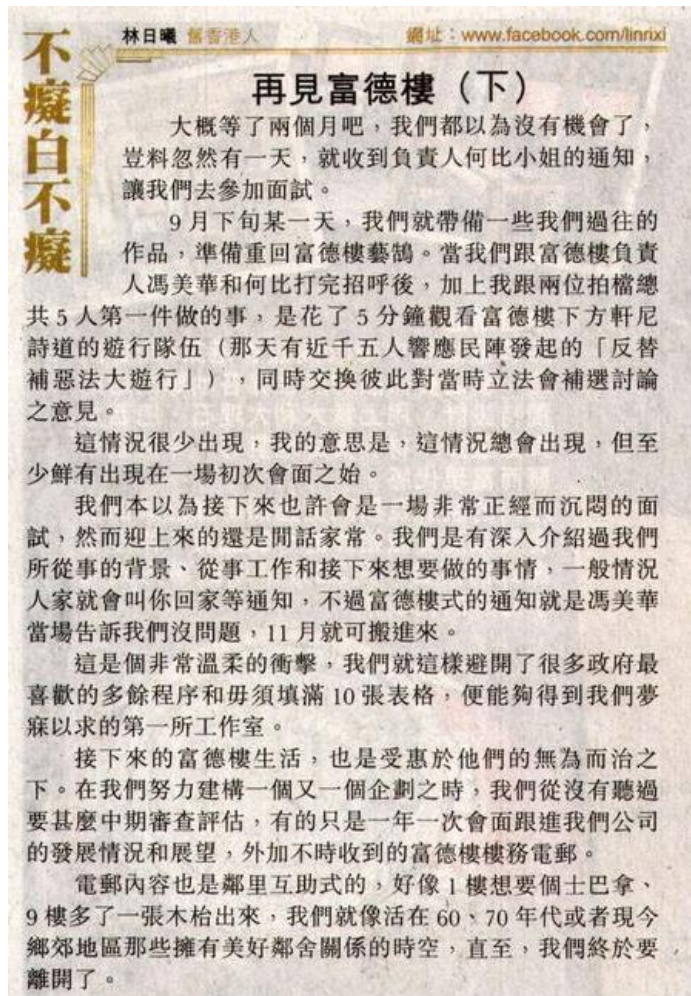 不癡白不癡
林日曦 舊香港人
網址：www.facebook.com/linrixi
再見富德樓（下）
大概等了兩個月吧，我們都以為沒有機會了，
豈料忽然有一天，就收到負責人何比小姐的通知，
讓我們去參加面試。
9月下旬某一天，我們就帶備一些我們過往的
作品，準備重回富德樓藝鵠。當我們跟富德樓負責
人馮美華和何比打完招呼後，加上我跟兩位拍檔總
共5人第一件做的事，是花了5分鐘觀看富德樓下方軒尼
詩道的遊行隊伍（那天有近千五人響應民陣發起的「反替
補惡法大遊行」），同時交換彼此對當時立法會補選討論
之意見。
這情況很少出現，我的意思是，這情況總會出現，但至
少鮮有出現在一場初次會面之始。
我們本以為接下來也許會是一場非常正經而沉悶的面
試，然而迎上來的還是閒話家常。我們是有深入介紹過我們
所從事的背景、從事工作和接下來想要做的事情，一般情況
人家就會叫你回家等通知，不過富德樓式的通知就是馮美華
當場告訴我們沒問題，11月就可搬進來。
這是個非常溫柔的衝擊，我們就這樣避開了很多政府最
喜歡的多餘程序和毋須填滿10張表格，便能夠得到我們夢
寐以求的第一所工作室。
接下來的富德樓生活，也是受惠於他們的無為而治之
下。在我們努力建構一個又一個企劃之時，我們從沒有聽過
要甚麼中期審查評估，有的只是一年一次會面跟進我們公司
的發展情況和展望，外加不時收到的富德樓樓務電郵。
電郵內容也是鄰里互助式的，好像1樓想要個士巴拿、
9樓多了一張木枱出來，我們就像活在60、70年代或者現今
鄉郊地區那些擁有美好鄰舍關係的時空，直至，我們終於要
離開了。